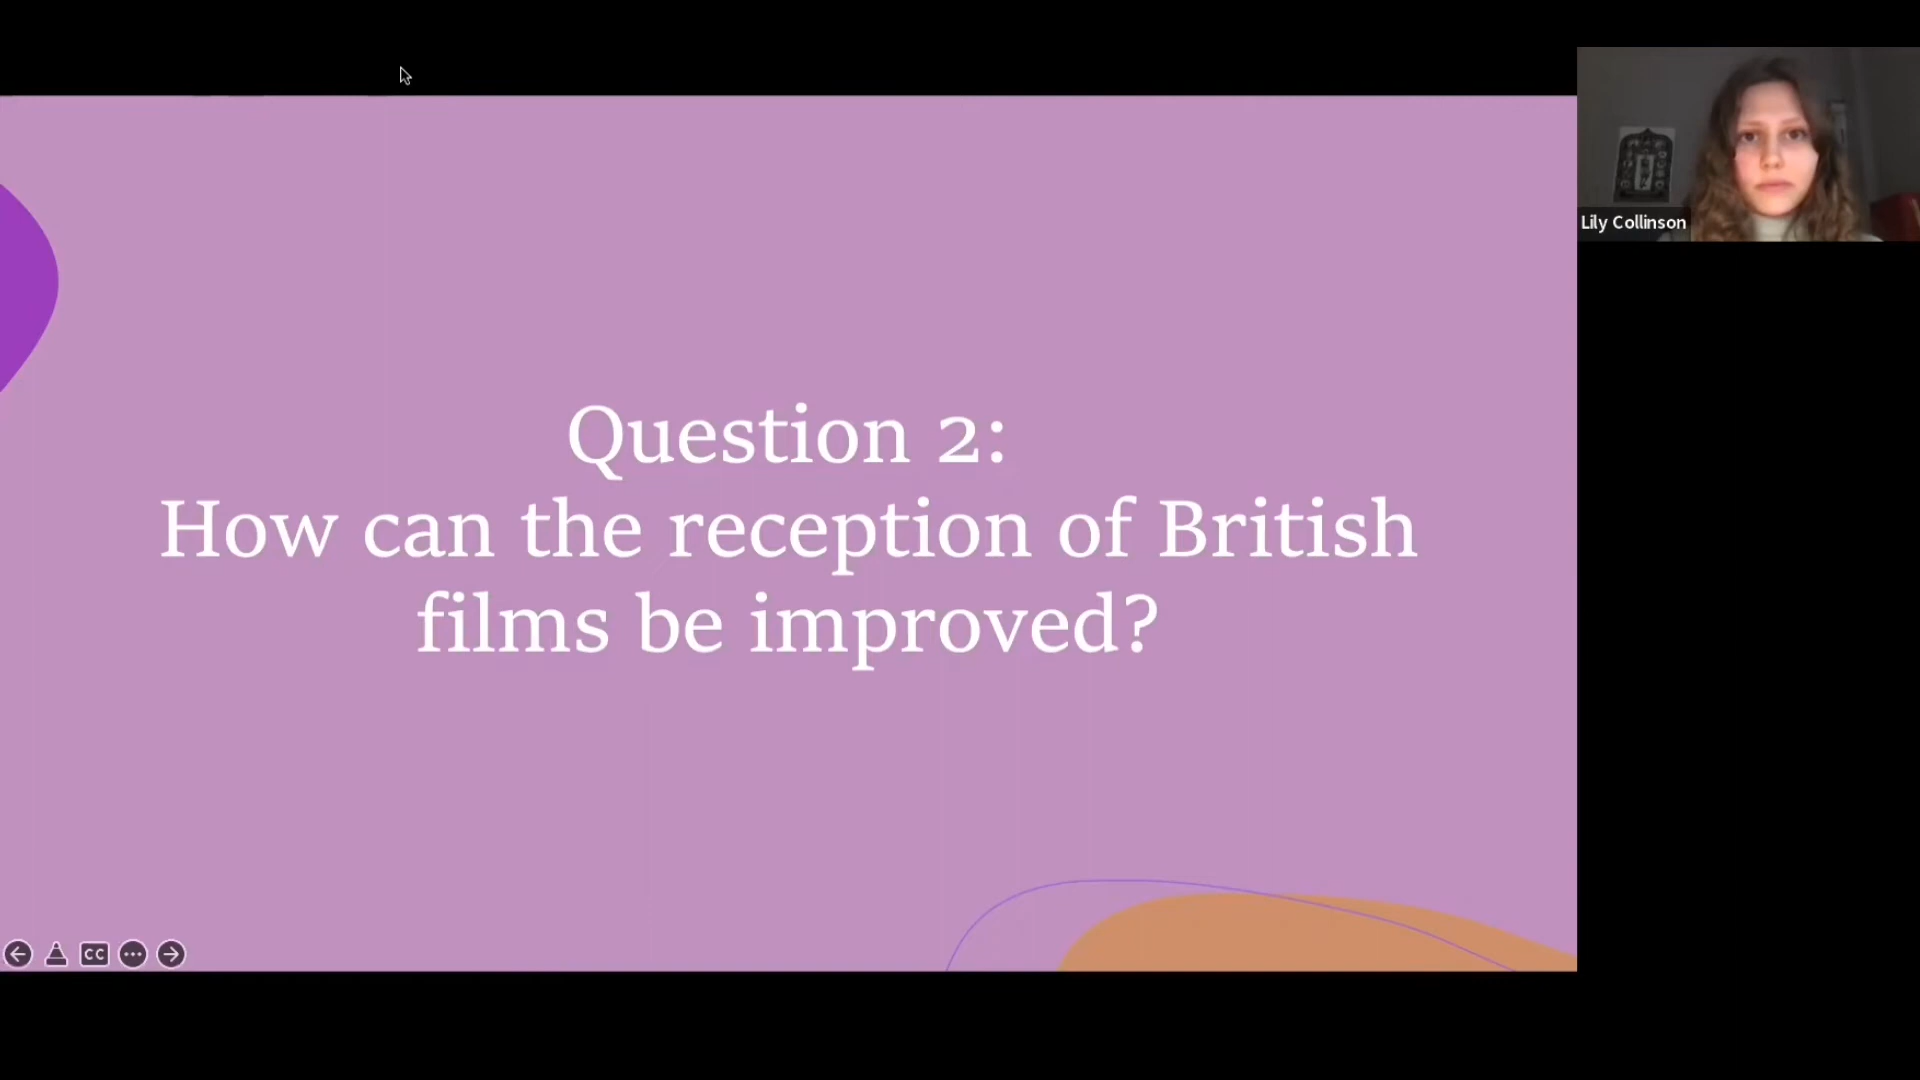 Question 2:
How can the reception of British
films be improved?
Lily Collinson
CC